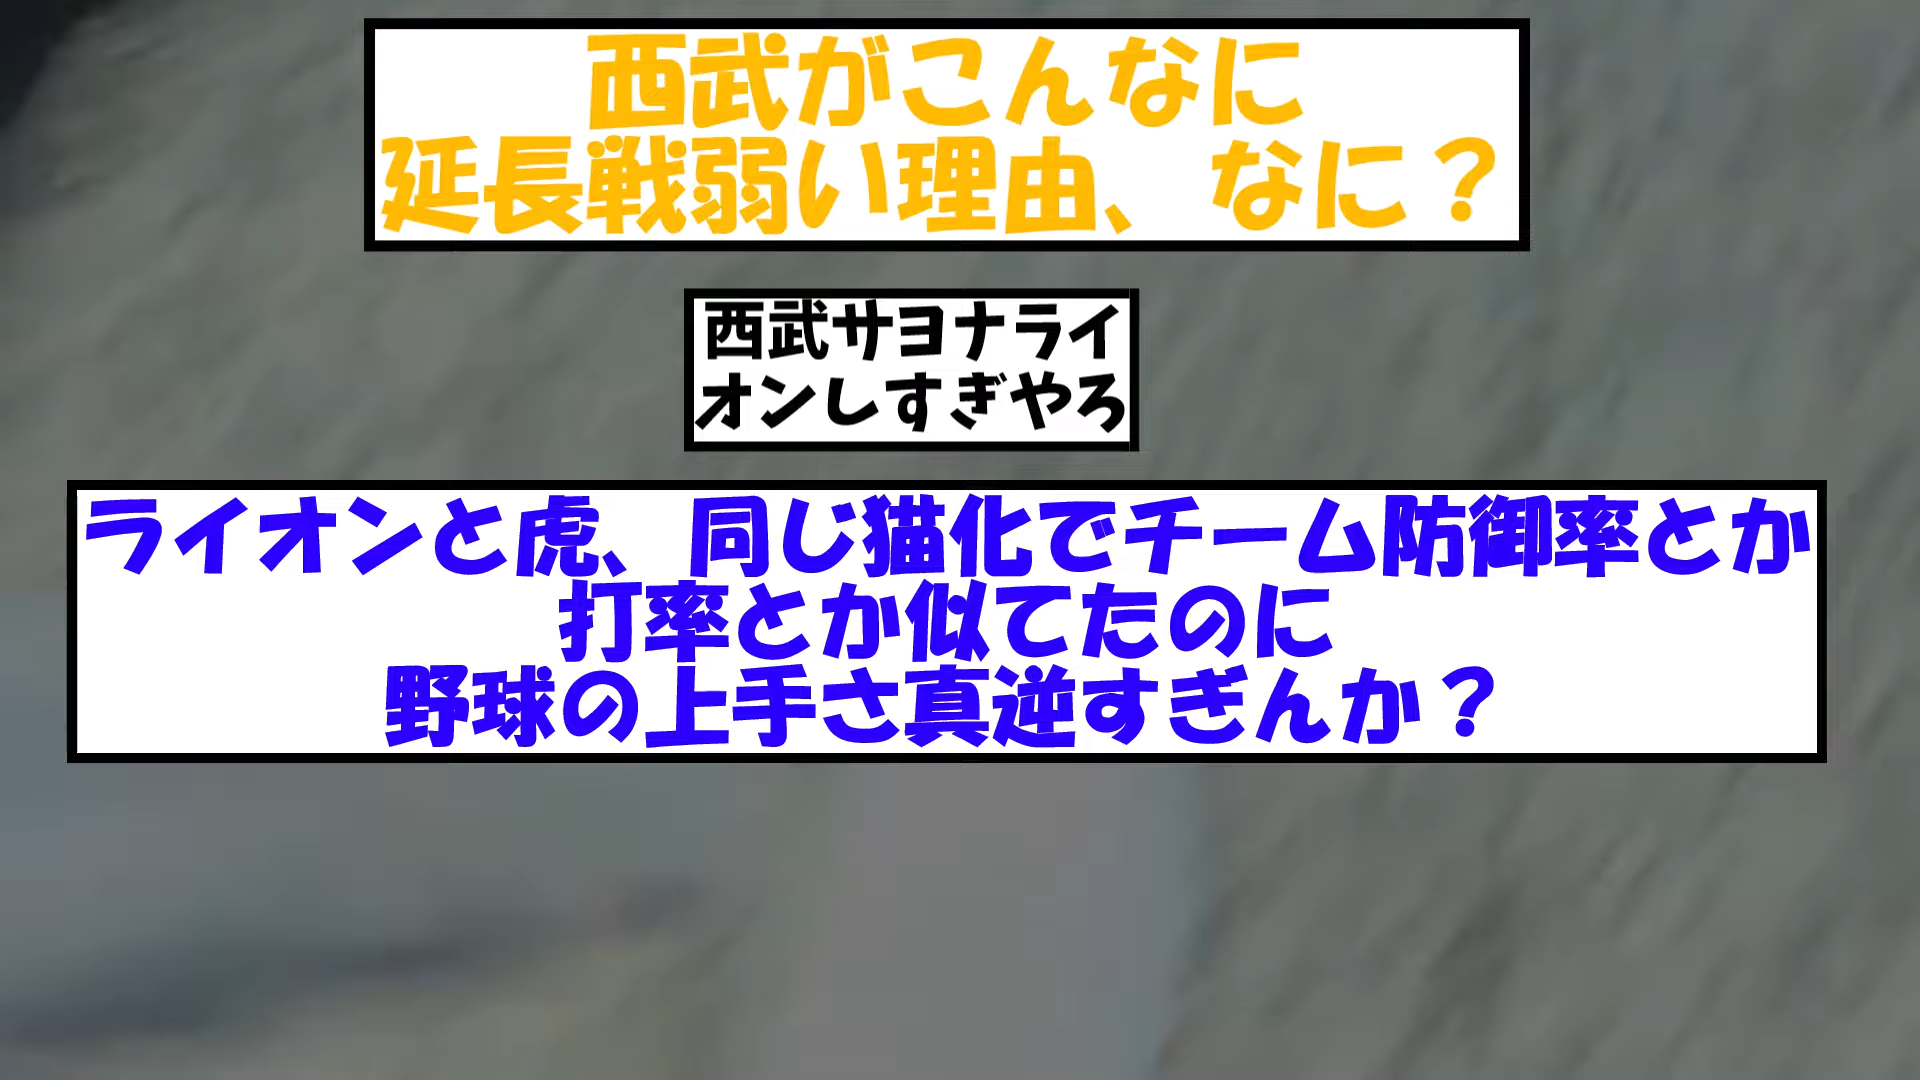 西武がこんなに
延長戦弱い理由、なに？
西武サヨナライ
オンしすぎやろ
ライオンと虎、同じ猫化でチーム防御率とか
打率とか似てたのに
野球の上手さ真逆すぎんか？